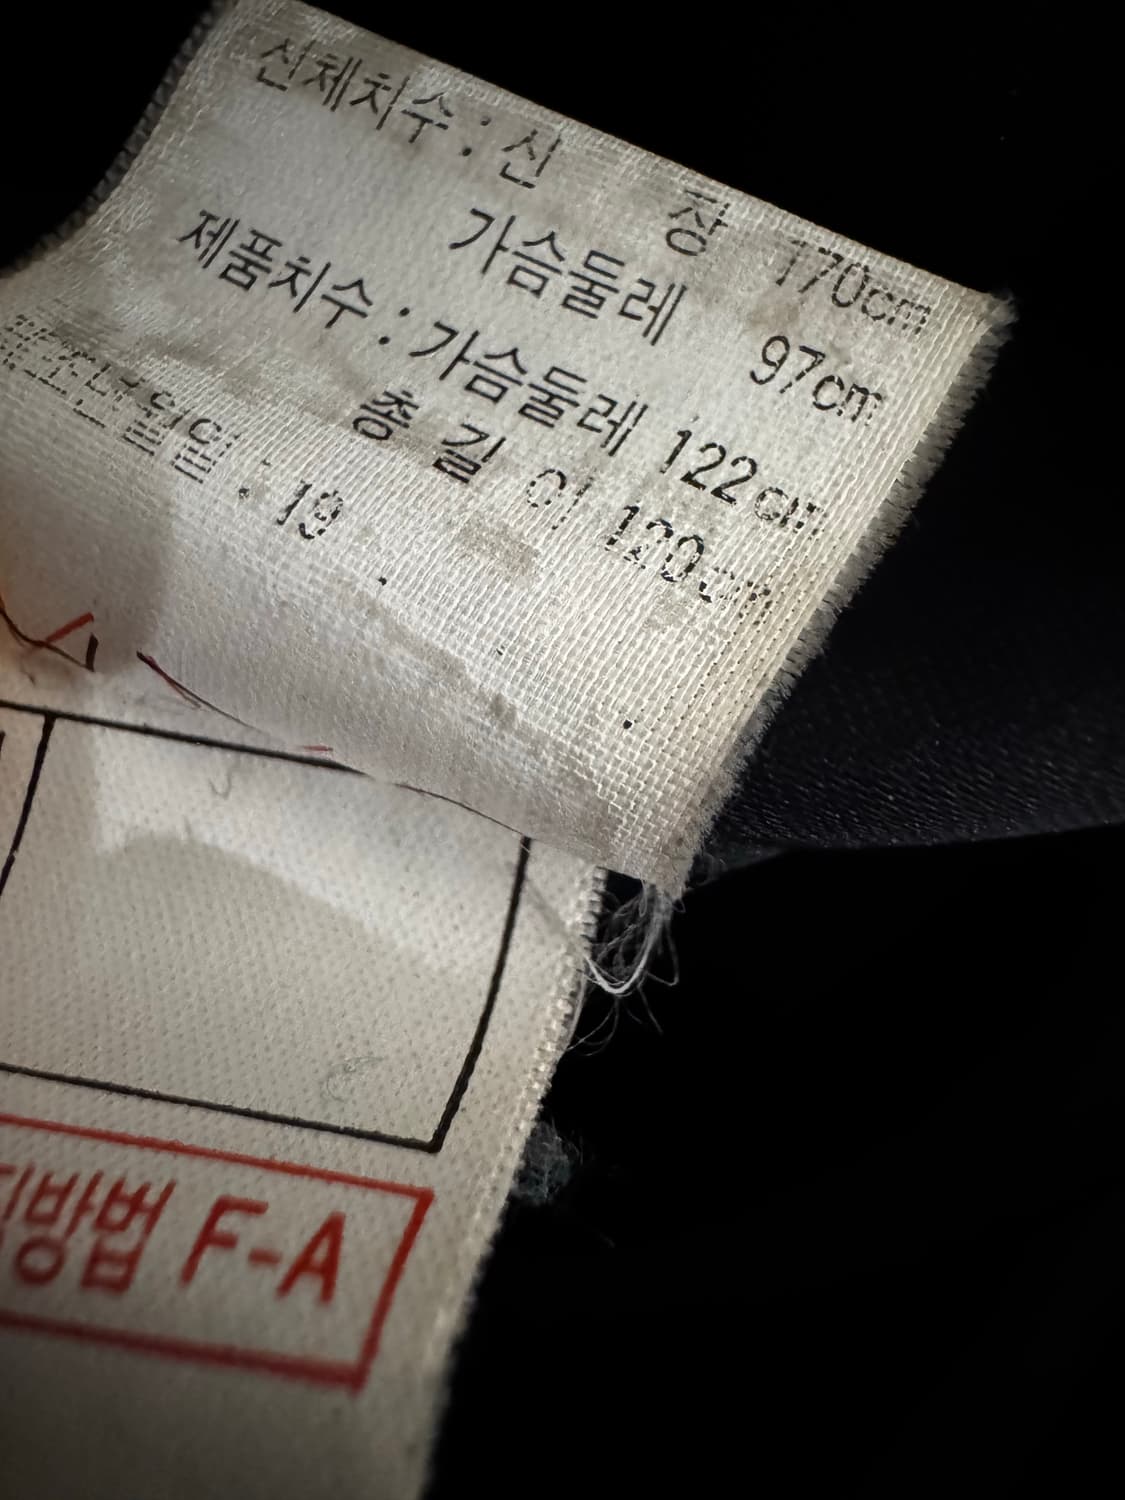 신체치수 : 신 장 170cm
가슴둘레 97cm
제품치수 : 가슴둘레 122cm
총 길 이 120cm
제조년월일 : 19 .
방법 F-A